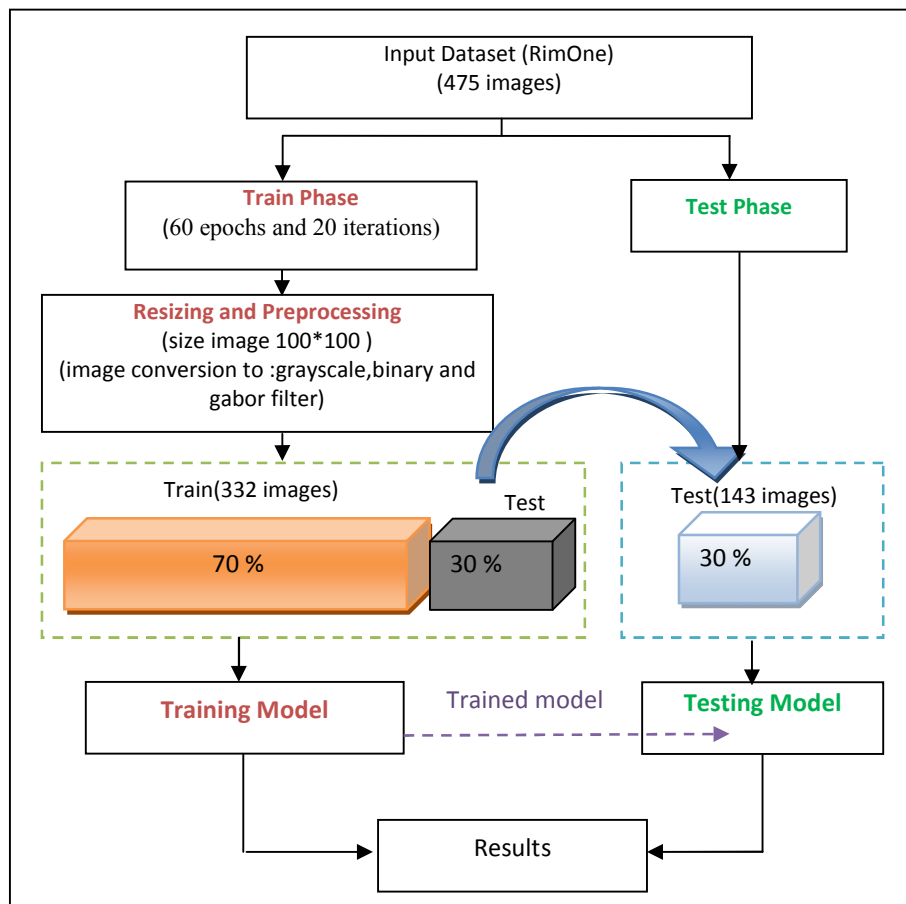 Input Dataset (RimOne)
(475 images)
Train Phase
(60 epochs and 20 iterations)
Test Phase
Resizing and Preprocessing
(size image 100*100 )
(image conversion to :grayscale,binary and
gabor filter)
Train(332 images)
Test
Test(143 images)
70 %
30 %
30 %
Training Model
Trained model
Testing Model
Results